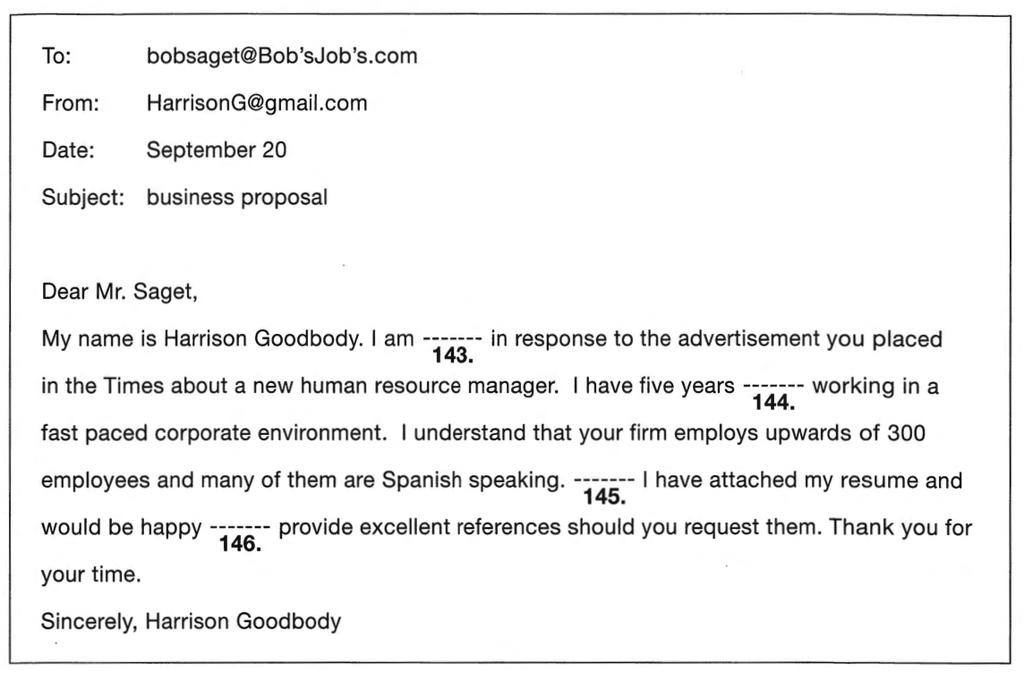 To: bobsaget@Bob'sJob's.com
From: HarrisonG@gmail.com
Date: September 20
Subject: business proposal
Dear Mr. Saget,
My name is Harrison Goodbody. I am ------- in response to the advertisement you placed
143.
in the Times about a new human resource manager. I have five years ------- working in a
144.
fast paced corporate environment. I understand that your firm employs upwards of 300
employees and many of them are Spanish speaking. ------- I have attached my resume and
145.
would be happy ------- provide excellent references should you request them. Thank you for
146.
your time.
Sincerely, Harrison Goodbody